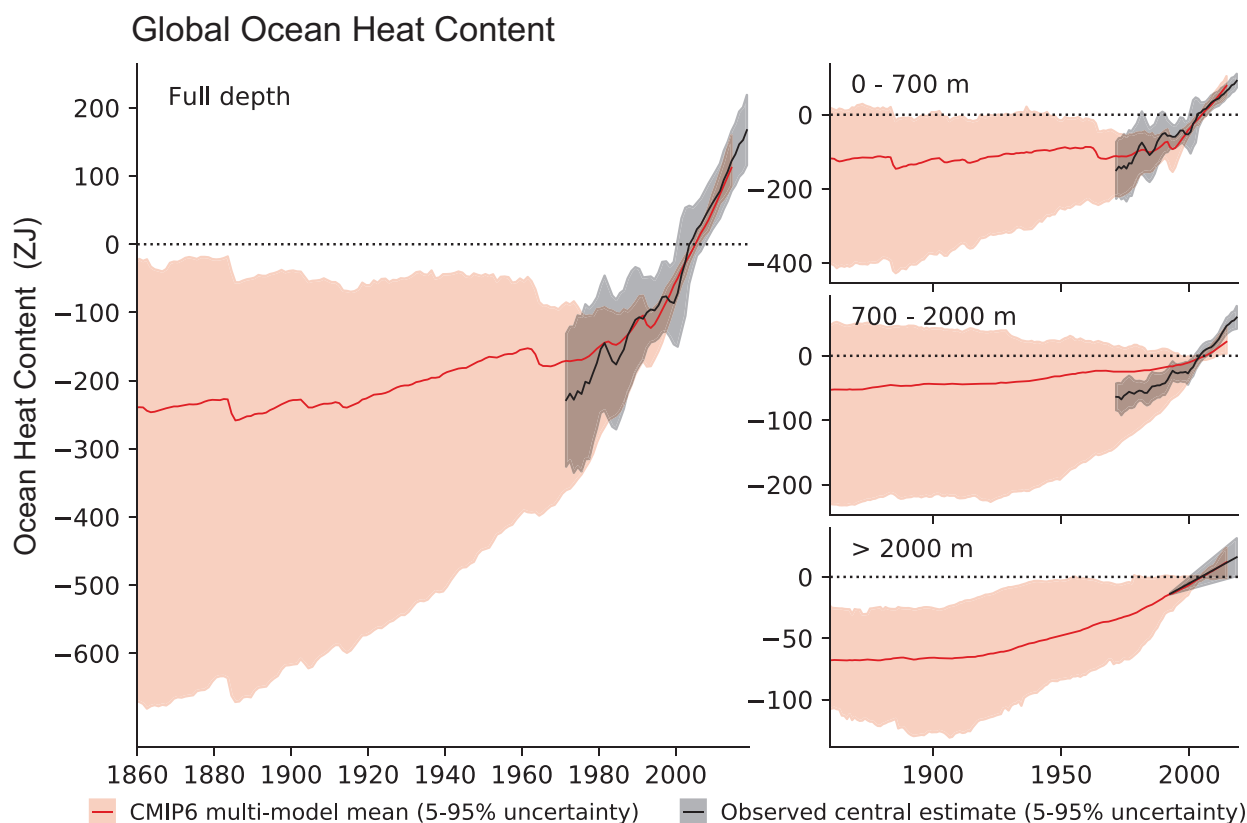 Global Ocean Heat Content
Ocean Heat Content (ZJ)
Full depth
200
100
0
−100
−200
−300
−400
−500
−600
1860 1880 1900 1920 1940 1960 1980 2000
0 - 700 m
0
−200
−400
700 - 2000 m
0
−100
−200
> 2000 m
0
−50
−100
1900 1950 2000
CMIP6 multi-model mean (5-95% uncertainty)
Observed central estimate (5-95% uncertainty)